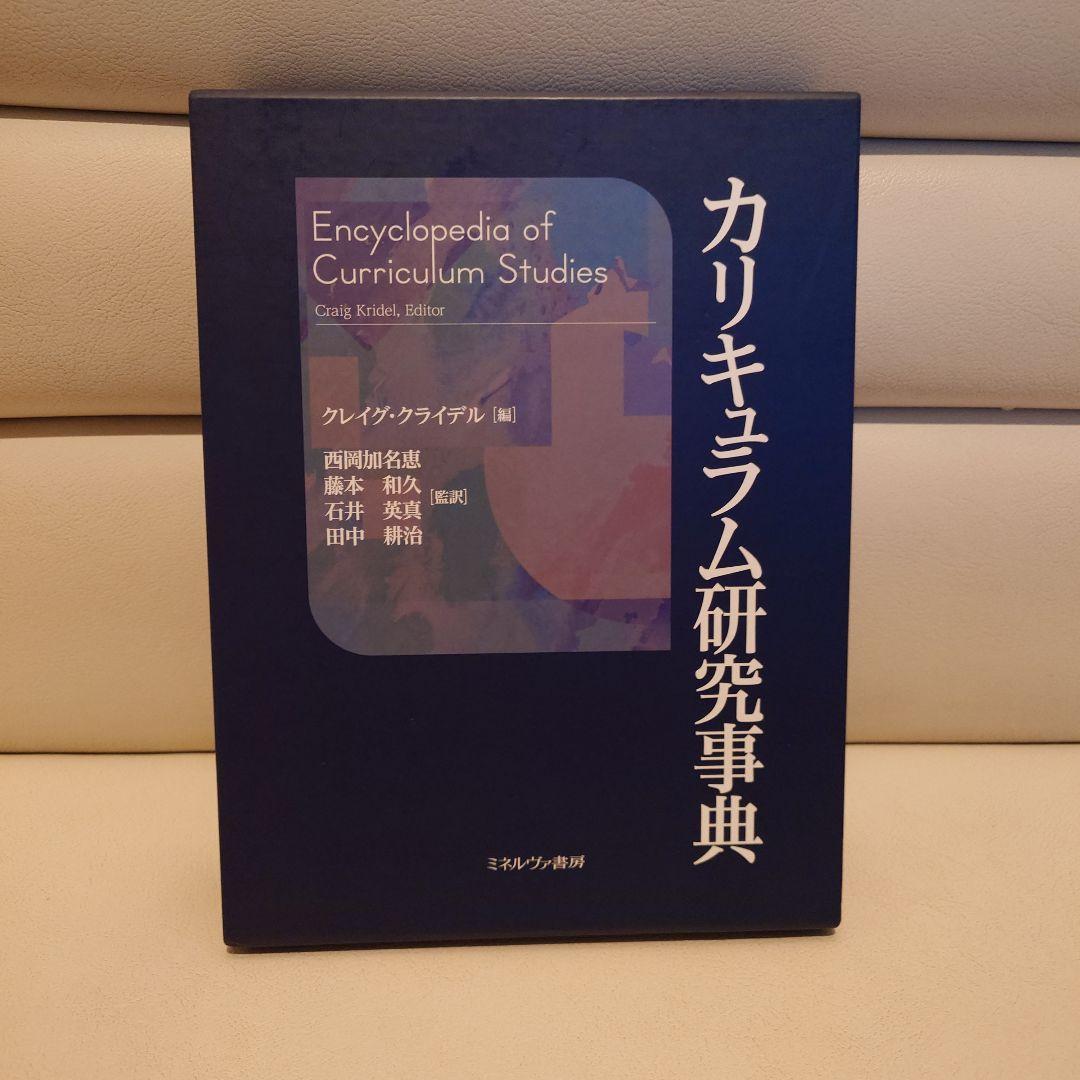 カリキュラム研究事典
Encyclopedia of
Curriculum Studies
Craig Kridel, Editor
クレイグ・クライデル［編］
西岡加名恵
藤本 和久
石井 英真
田中 耕治
［監訳］
ミネルヴァ書房